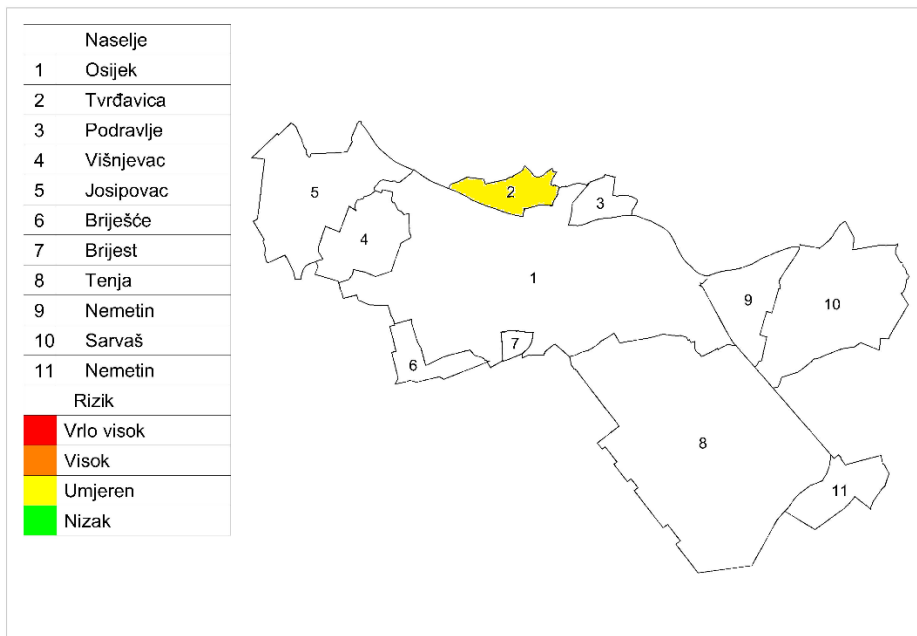 Naselje
1 Osijek
2 Tvrđavica
3 Podravlje
4 Višnjevac
5 Josipovac
6 Briješće
7 Brijest
8 Tenja
9 Nemetin
10 Sarvaš
11 Nemetin
Rizik
Vrlo visok
Visok
Umjeren
Nizak
2
5
3
4
1
9
10
7
6
8
11